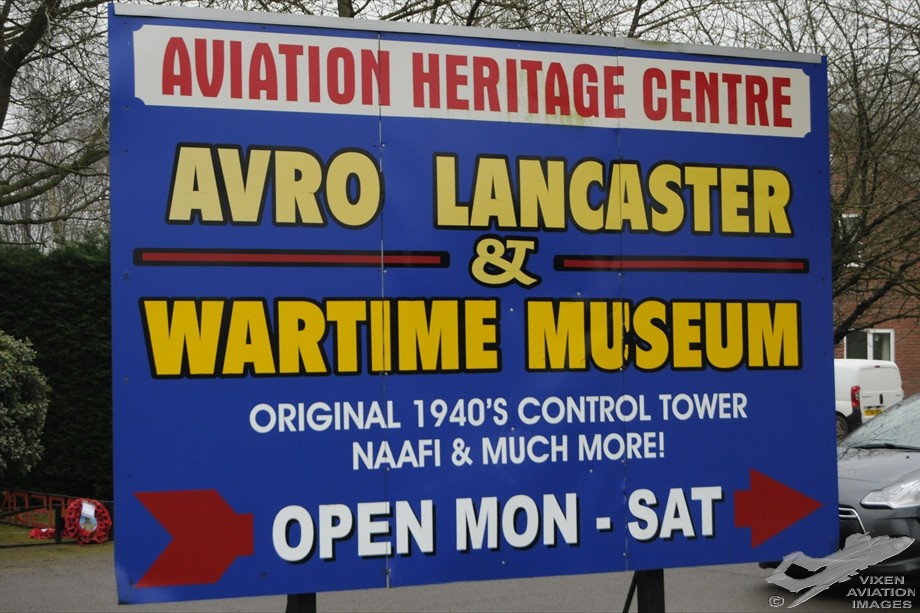 AVIATION HERITAGE CENTRE
AVRO LANCASTER
&
WARTIME MUSEUM
ORIGINAL 1940'S CONTROL TOWER
NAAFI & MUCH MORE!
OPEN MON - SAT
© VIXEN
AVIATION
IMAGES